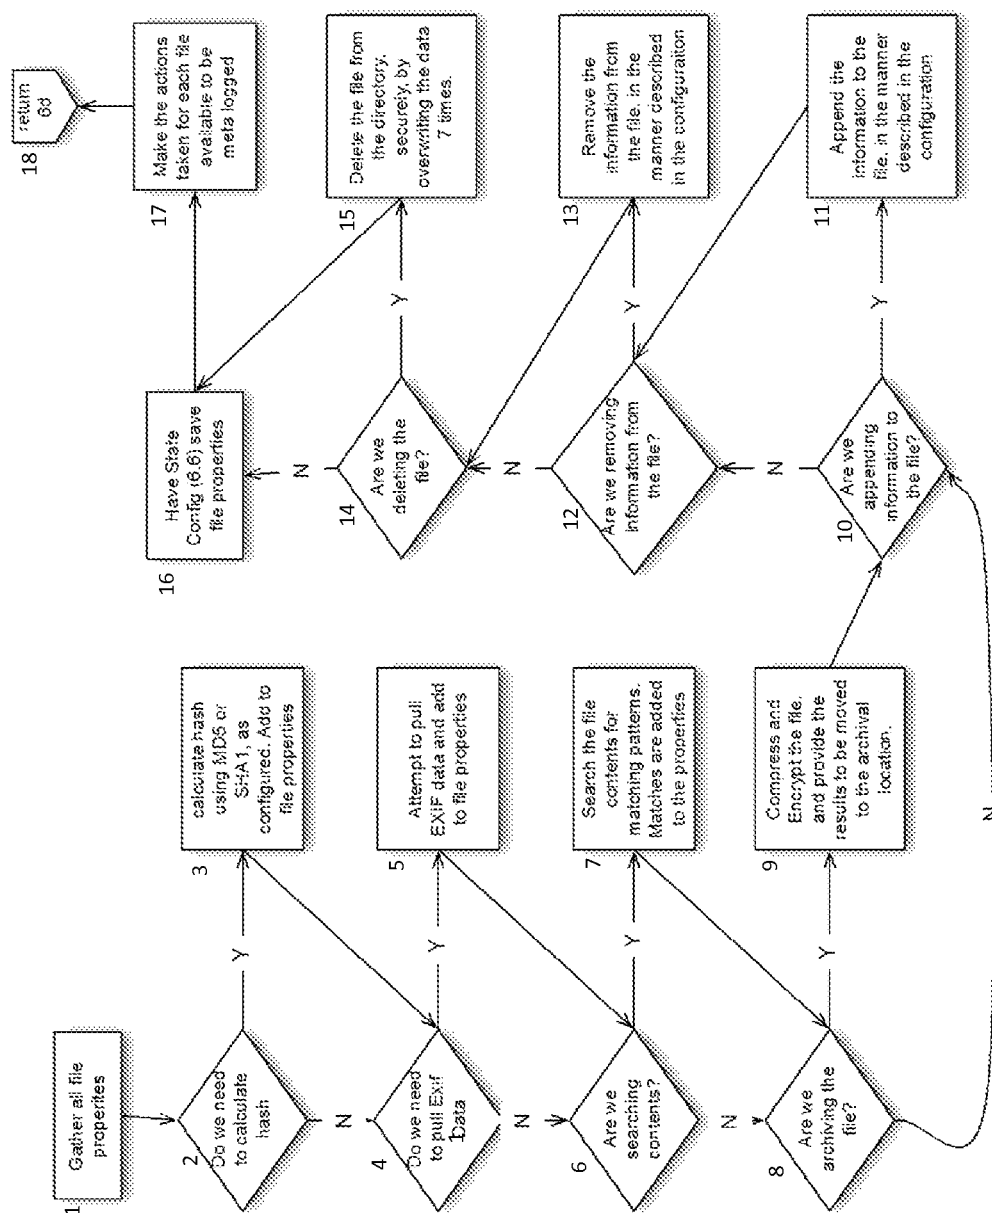 1
Gather all file
properites
2
Do we need
to calculate
hash
Y
N
3
calculate hash
using MD5 or
SHA1, as
configured. Add to
file properties
4
Do we need
to pull Exif
Data
Y
N
5
Attempt to pull
EXIF data and add
to file properties
6
Are we
searching
contents?
Y
N
7
Search the file
contents for
matching patterns.
Matches are added
to the properties
8
Are we
archiving the
file?
Y
N
9
Compress and
Encrypt the file.
and provide the
results to be moved
to the archival
location.
10
Are we
appending
information to
the file?
Y
N
11
Append the
information to the
file, in the manner
described in the
configuration
12
Are we removing
information from
the file?
Y
N
13
Remove the
information from
the file, in the
manner described
in the configuration
14
Are we
deleting the
file?
Y
N
15
Delete the file from
the directory,
securely, by
overwriting the data
7 times.
16
Have State
Config (6.6) save
file properties
17
Make the actions
taken for each file
available to be
meta logged
18
return
6d